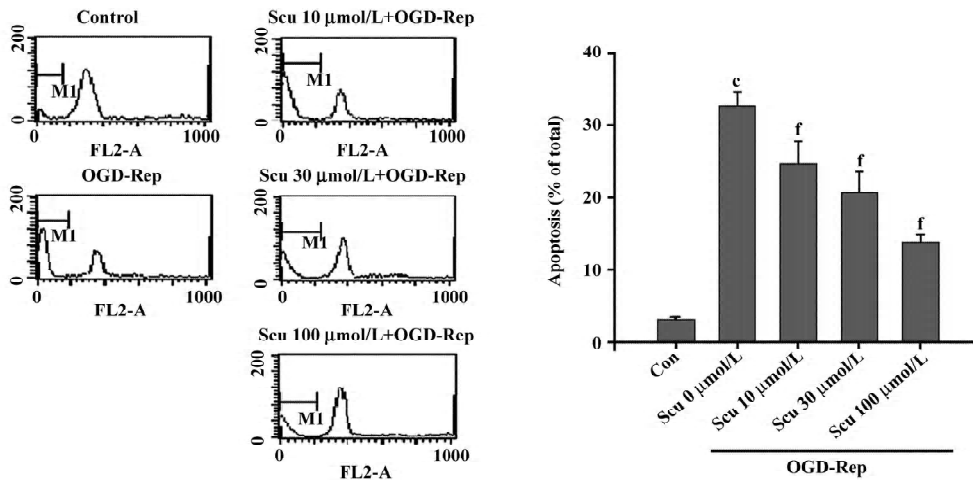 Control
200
0
M1
0
1000
FL2-A
Scu 10 μmol/L+OGD-Rep
200
0
M1
0
1000
FL2-A
OGD-Rep
200
0
M1
0
1000
FL2-A
Scu 30 μmol/L+OGD-Rep
200
0
M1
0
1000
FL2-A
Scu 100 μmol/L+OGD-Rep
200
0
M1
0
1000
FL2-A
Apoptosis (% of total)
40
30
20
10
0
c
f
f
f
Con
Scu 0 μmol/L
Scu 10 μmol/L
Scu 30 μmol/L
Scu 100 μmol/L
OGD-Rep